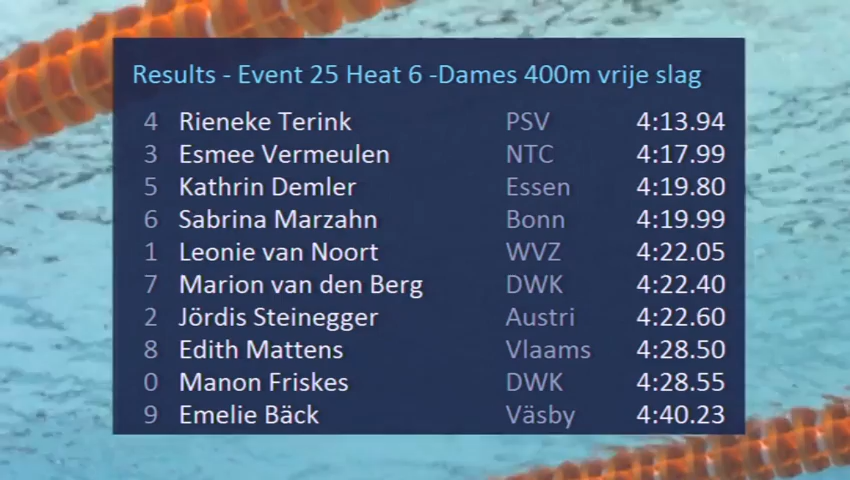 Results - Event 25 Heat 6 -Dames 400m vrije slag
4 Rieneke Terink PSV 4:13.94
3 Esmee Vermeulen NTC 4:17.99
5 Kathrin Demler Essen 4:19.80
6 Sabrina Marzahn Bonn 4:19.99
1 Leonie van Noort WVZ 4:22.05
7 Marion van den Berg DWK 4:22.40
2 Jördis Steinegger Austri 4:22.60
8 Edith Mattens Vlaams 4:28.50
0 Manon Friskes DWK 4:28.55
9 Emelie Bäck Väsby 4:40.23